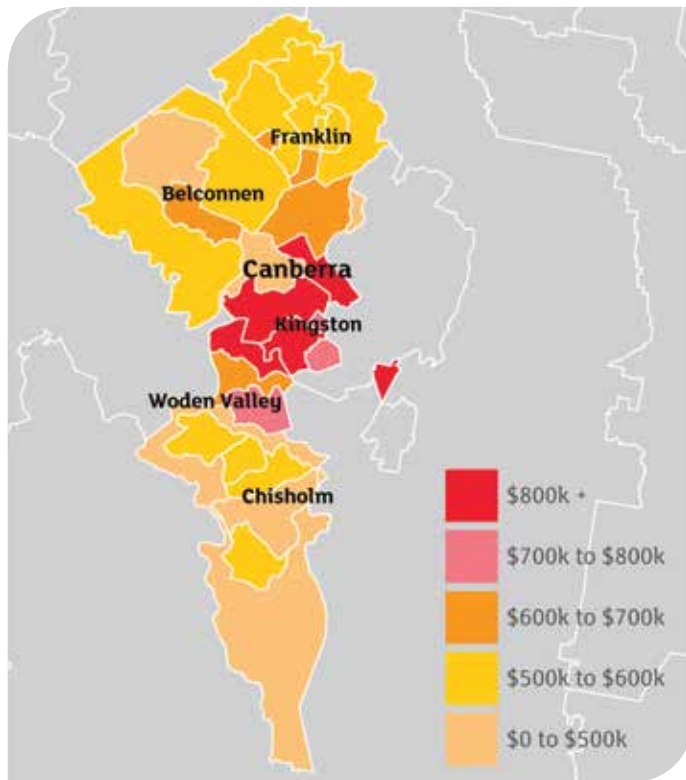 Franklin
Belconnen
Canberra
Kingston
Woden Valley
Chisholm
$800k +
$700k to $800k
$600k to $700k
$500k to $600k
$0 to $500k